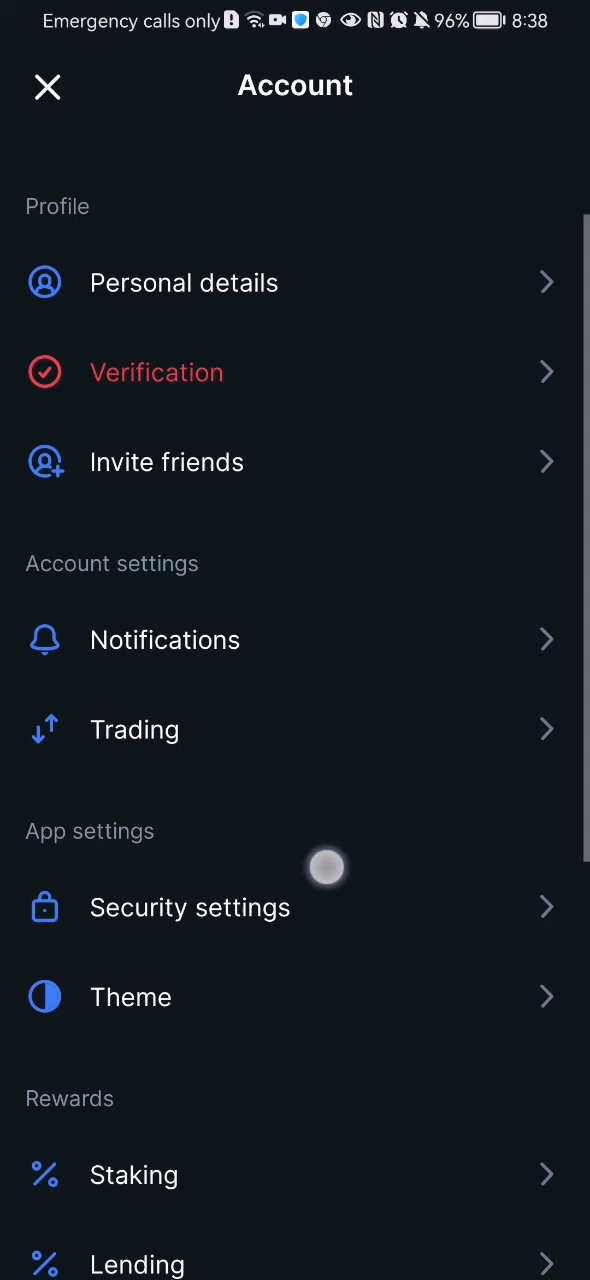 Emergency calls only 96% 8:38
Account
Profile
Personal details
Verification
Invite friends
Account settings
Notifications
Trading
App settings
Security settings
Theme
Rewards
Staking
Lending